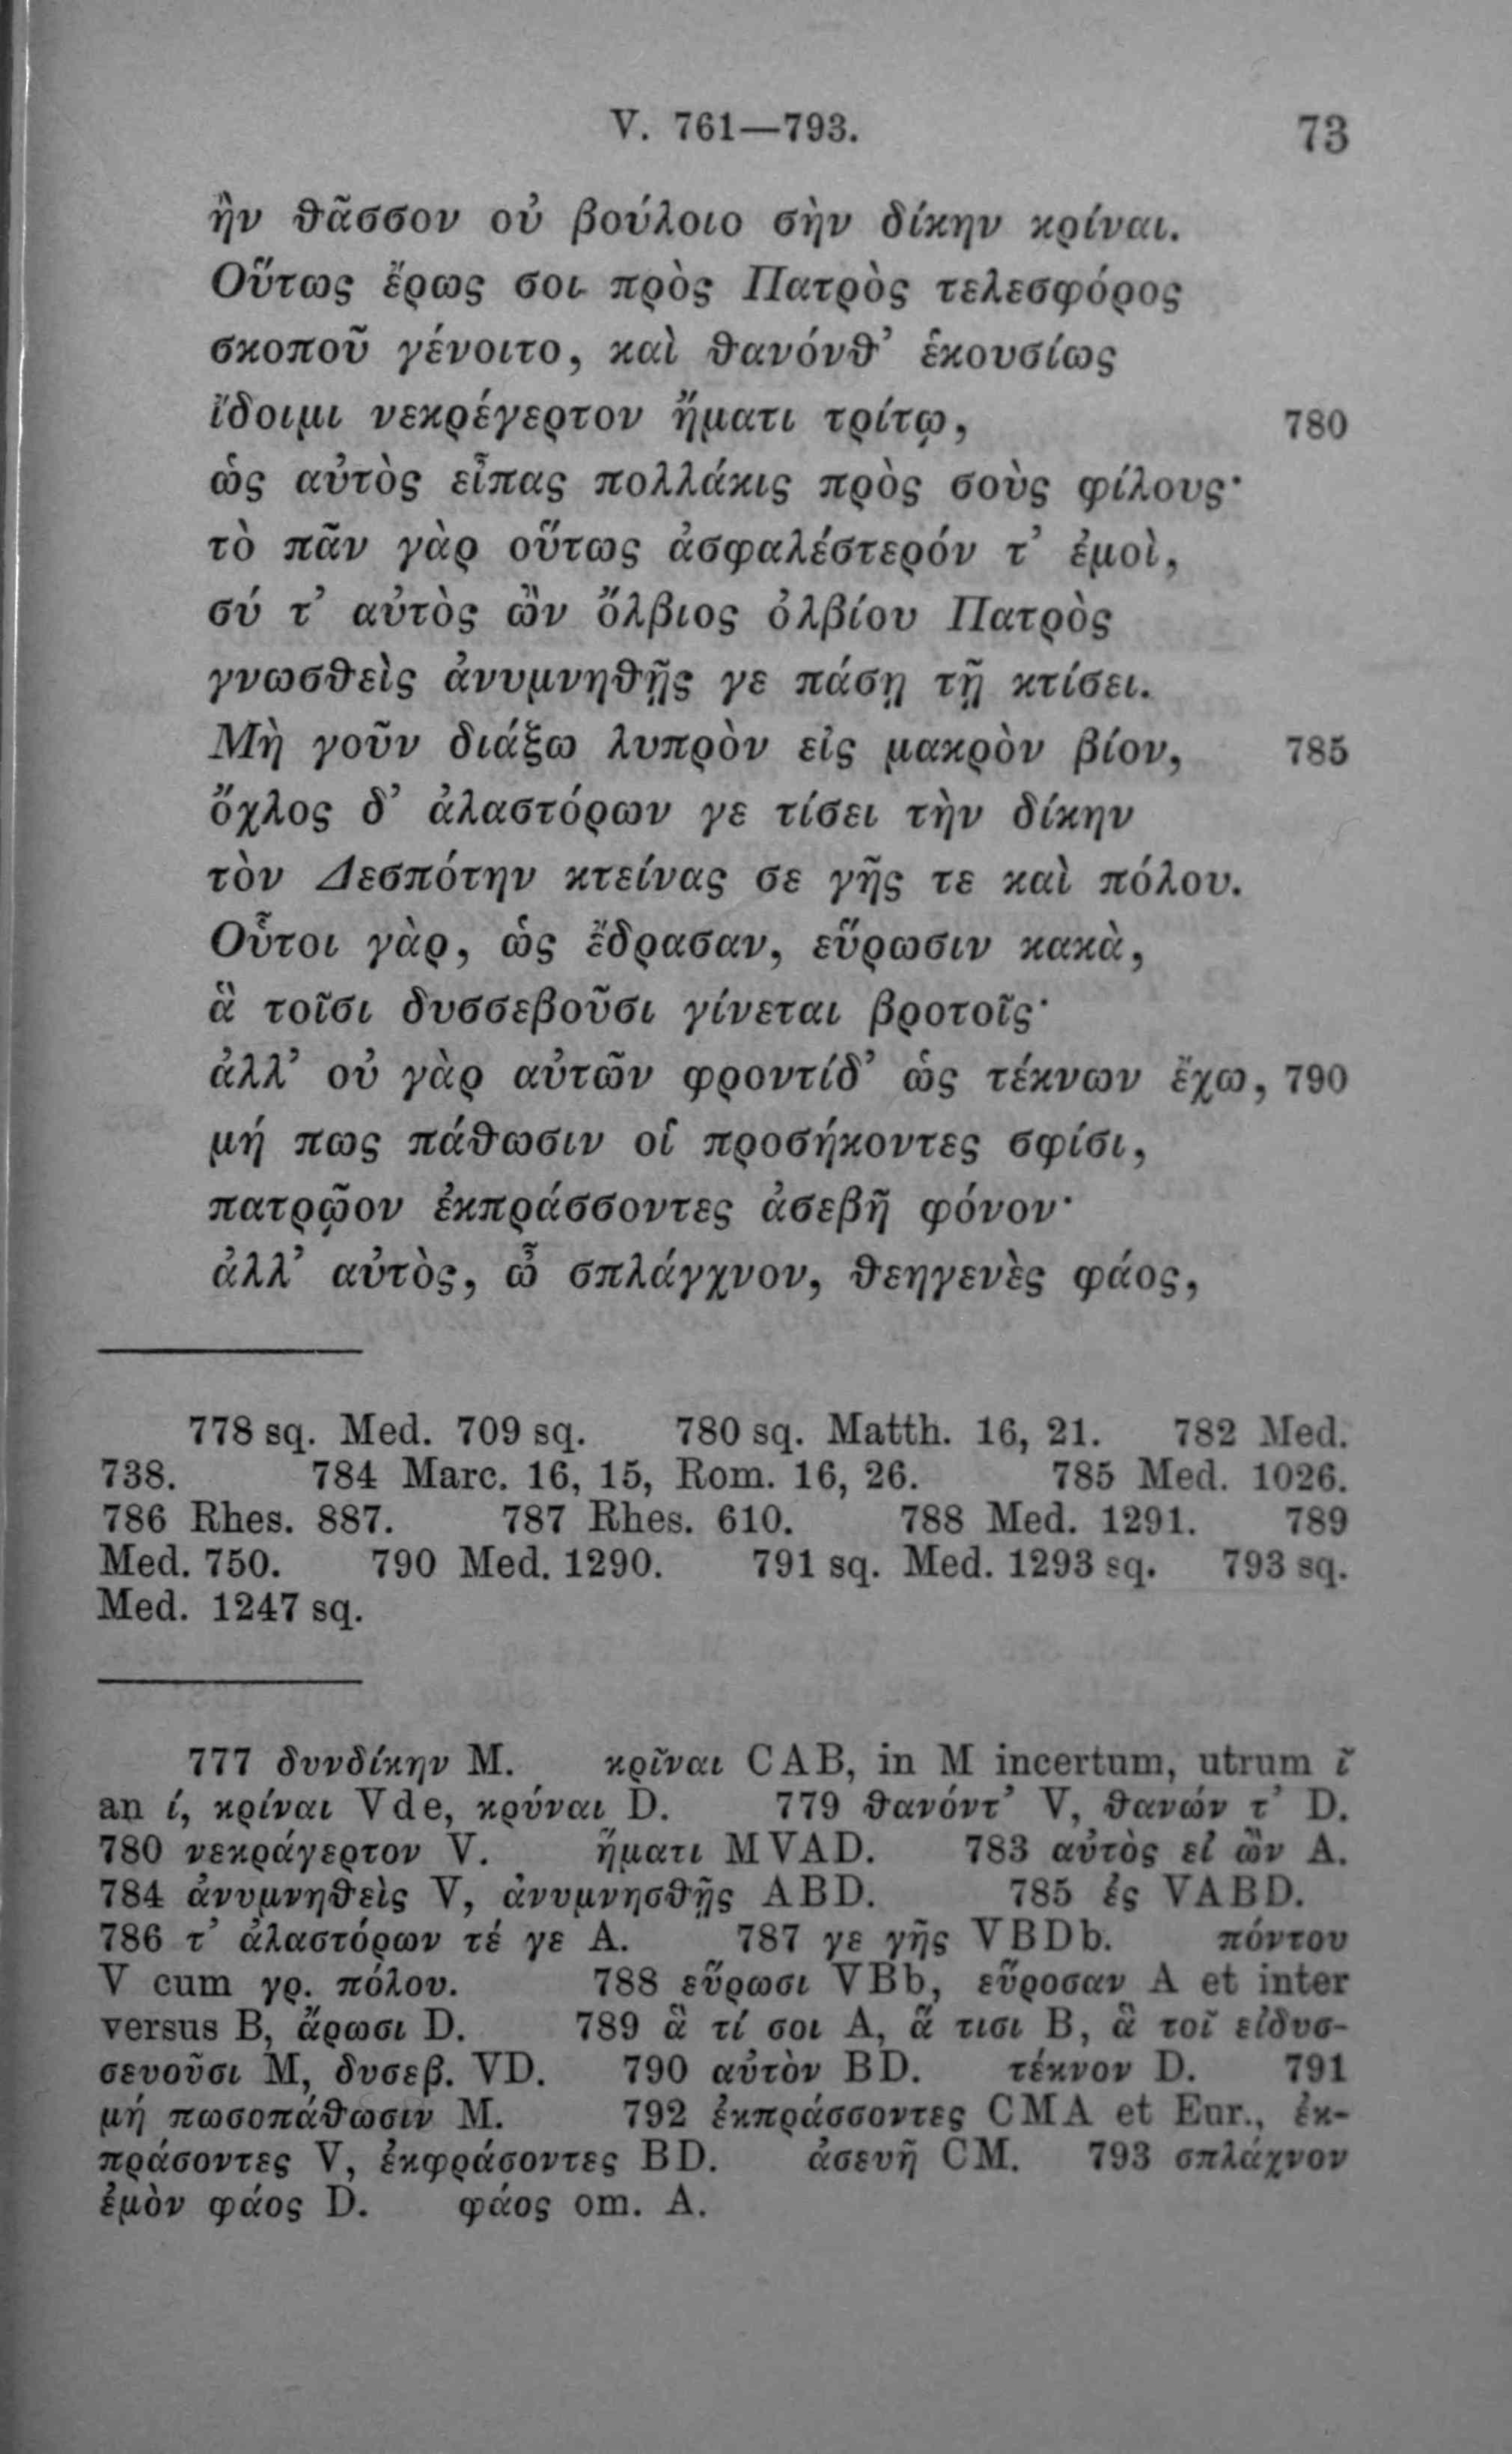 V. 761—793.
73
ἢν θᾶσσον οὐ βούλοιο σὴν δίκην κρίναι.
Οὕτως ἔρως σοι πρὸς Πατρὸς τελεσφόρος
σκοποῦ γένοιτο, καὶ θανόνθ’ ἑκουσίως
ἴδοιμι νεκρέγερτον ἤματι τρίτῳ, 780
ὡς αὐτὸς εἶπας πολλάκις πρὸς σοὺς φίλους·
τὸ πᾶν γὰρ οὕτως ἀσφαλέστερόν τ’ ἐμοὶ,
σύ τ’ αὐτὸς ὢν ὄλβιος ὀλβίου Πατρὸς
γνωσθεὶς ἀνυμνηθῇς γε πάσῃ τῇ κτίσει.
Μὴ γοῦν διάξω λυπρὸν εἰς μακρὸν βίον, 785
ὄχλος δ’ ἀλαστόρων γε τίσει τὴν δίκην
τὸν Δεσπότην κτείνας σε γῆς τε καὶ πόλου.
Οὗτοι γὰρ, ὡς ἔδρασαν, εὕρωσιν κακὰ,
ἃ τοῖσι δυσσεβοῦσι γίνεται βροτοῖς·
ἀλλ’ οὐ γὰρ αὐτῶν φροντίδ’ ὡς τέκνων ἔχω, 790
μή πως πάθωσιν οἱ προσήκοντες σφίσι,
πατρῷον ἐκπράσσοντες ἀσεβῆ φόνον·
ἀλλ’ αὐτὸς, ὦ σπλάγχνον, θεηγενὲς φάος,
778 sq. Med. 709 sq. 780 sq. Matth. 16, 21. 782 Med.
738. 784 Marc. 16, 15, Rom. 16, 26. 785 Med. 1026.
786 Rhes. 887. 787 Rhes. 610. 788 Med. 1291. 789
Med. 750. 790 Med. 1290. 791 sq. Med. 1293 sq. 793 sq.
Med. 1247 sq.
777 δυνδίκην M. κρῖναι CAB, in M incertum, utrum ῖ
an ί, κρίναι Vde, κρύναι D. 779 θανόντ’ V, θανών τ’ D.
780 νεκράγερτον V. ἥματι MVAD. 783 αὐτὸς εἶ ὢν A.
784 ἀνυμνηθεὶς V, ἀνυμνησθῇς ABD. 785 ἐς VABD.
786 τ’ ἀλαστόρων τέ γε A. 787 γε γῆς VBDb. πόντου
V cum γρ. πόλου. 788 εὕρωσι VBb, εὕροσαν A et inter
versus B, ἄρωσι D. 789 ἃ τί σοι A, ἅ τισι B, ἃ τοῖ εἰδυσ-
σενοῦσι M, δυσεβ. VD. 790 αὐτὸν BD. τέκνον D. 791
μή πωσοπάθωσιν M. 792 ἐκπράσσοντες CMA et Eur., ἐκ-
πράσοντες V, ἐκφράσοντες BD. ἀσευῆ CM. 793 σπλάχνον
ἐμὸν φάος D. φάος om. A.